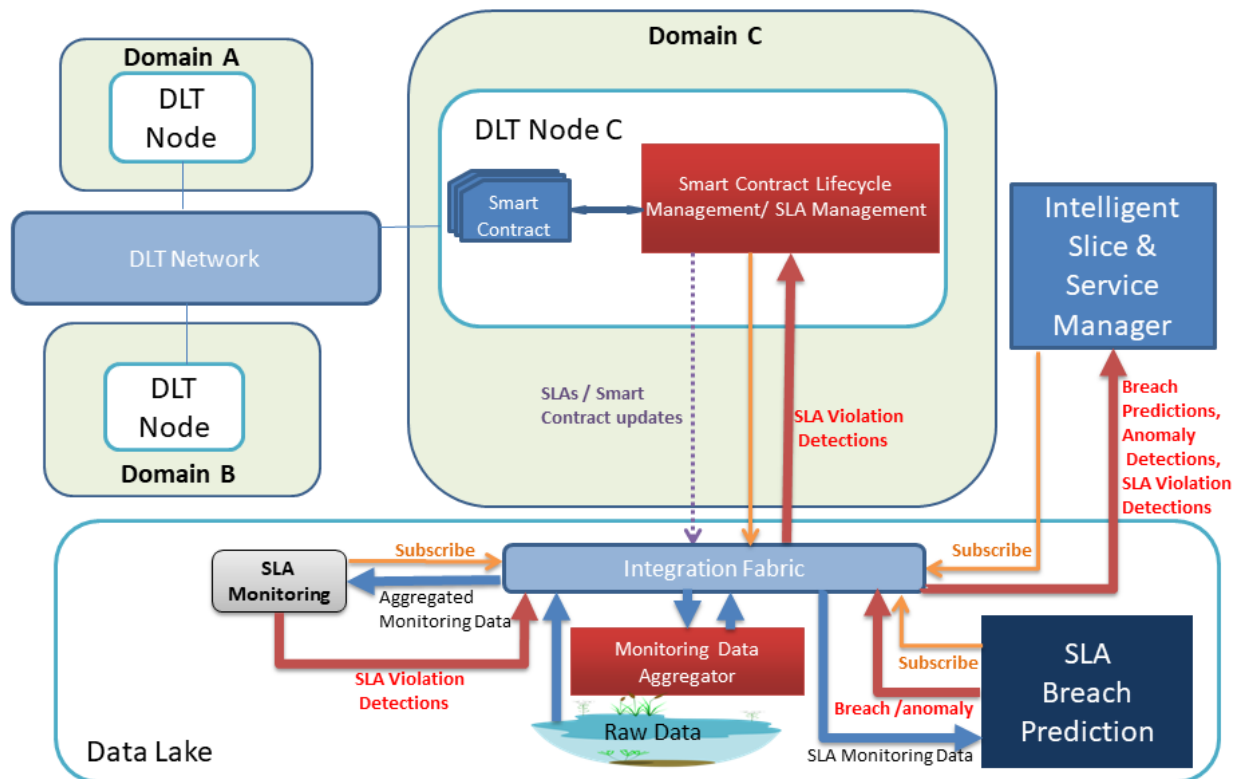 Domain A
DLT
Node
DLT Network
DLT
Node
Domain B
Domain C
DLT Node C
Smart
Contract
Smart Contract Lifecycle
Management/ SLA Management
SLAs / Smart
Contract updates
SLA Violation
Detections
Intelligent
Slice &
Service
Manager
Breach
Predictions,
Anomaly
Detections,
SLA Violation
Detections
SLA
Monitoring
Subscribe
Aggregated
Monitoring Data
SLA Violation
Detections
Integration Fabric
Subscribe
Monitoring Data
Aggregator
Raw Data
Subscribe
Breach /anomaly
SLA Monitoring Data
SLA
Breach
Prediction
Data Lake